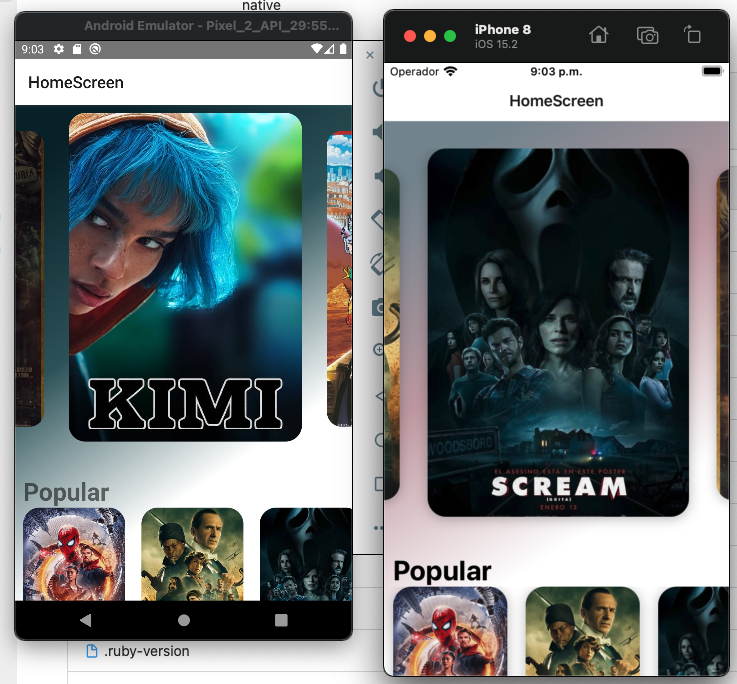 native
Android Emulator - Pixel_2_API_29:55...
9:03
HomeScreen
KIMI
Popular
.ruby-version
iPhone 8
iOS 15.2
Operador
9:03 p.m.
HomeScreen
WOODSBORO
EL ASESINO ESTÁ EN ESTE PÓSTER
SCREAM
(GRITA)
ENERO 13
Popular